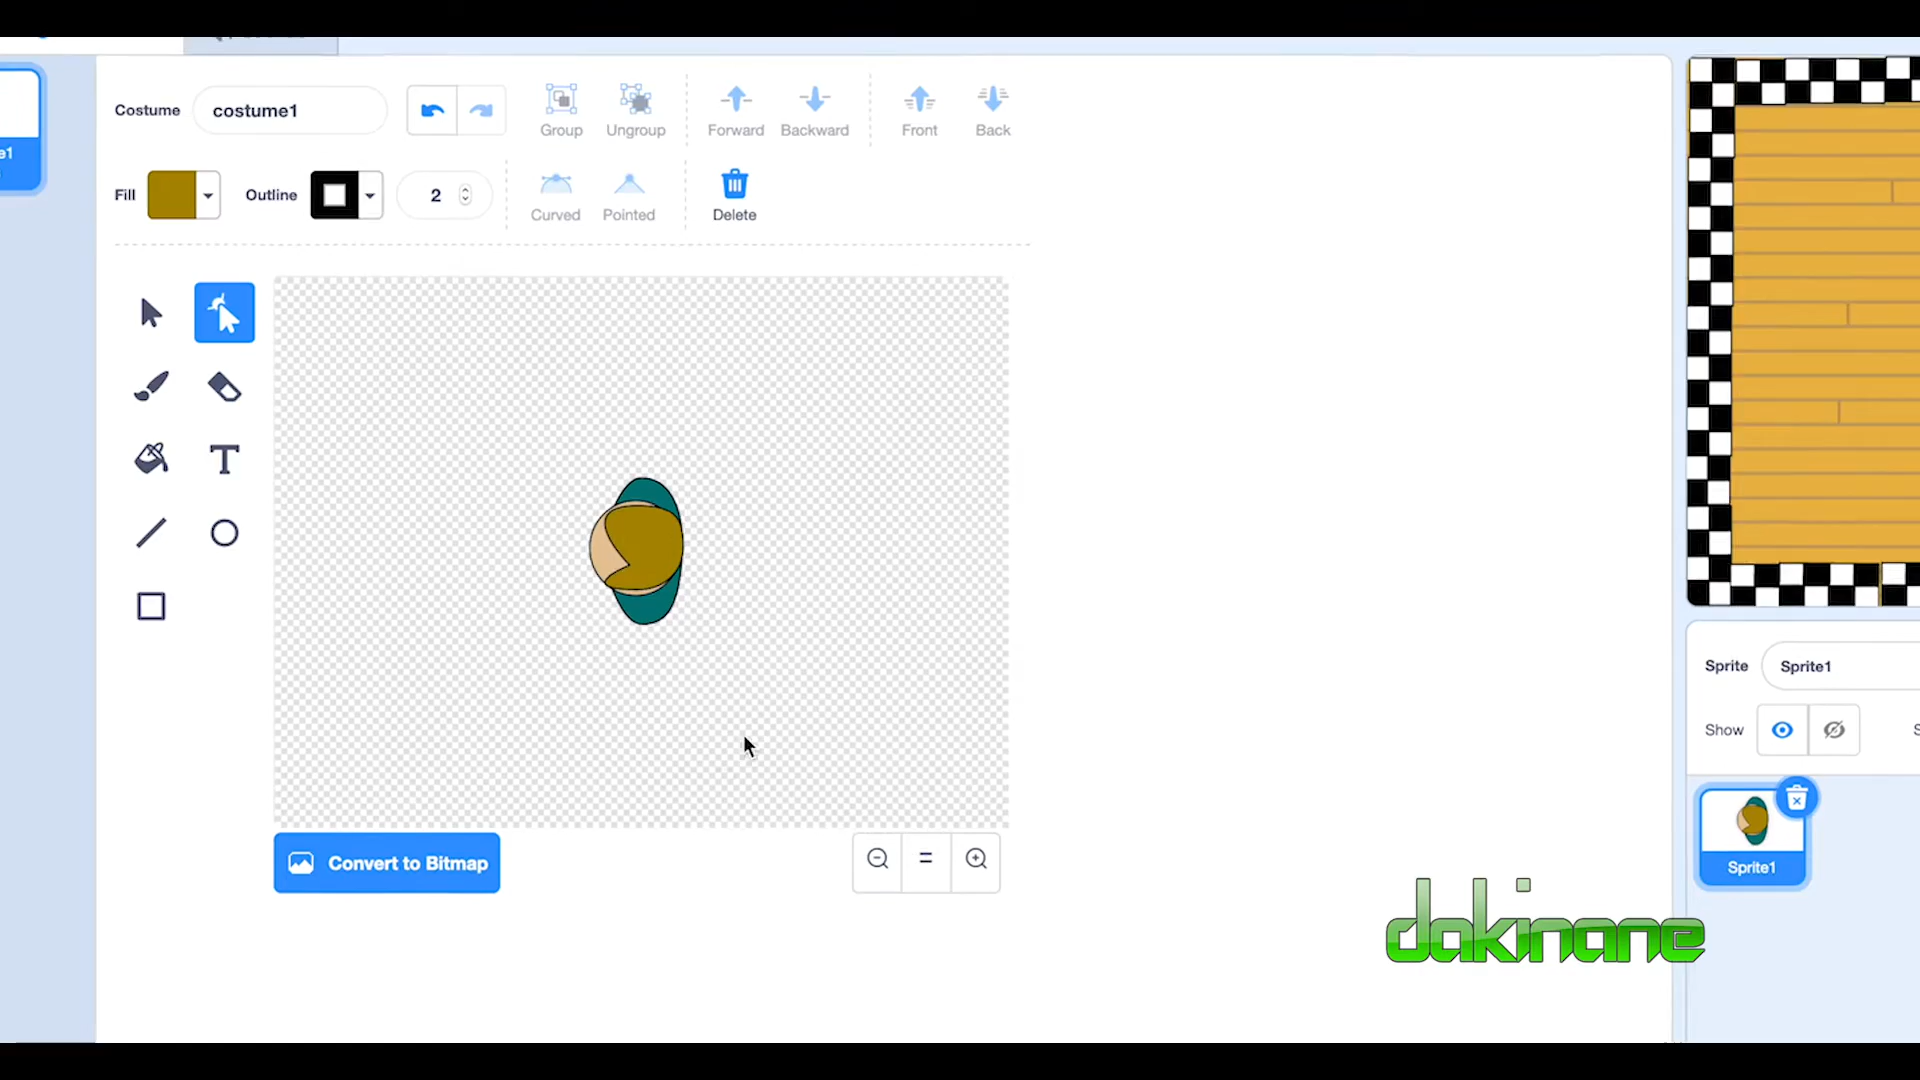 Costume costume1 Group Ungroup Forward Backward Front Back
Fill Outline 2 Curved Pointed Delete
e1
T
Convert to Bitmap
Sprite Sprite1
Show
Sprite1
dakinane